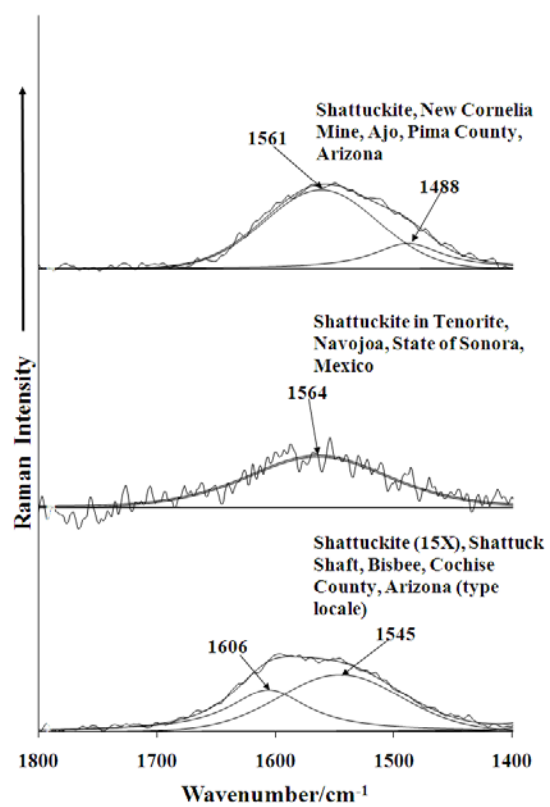 Shattuckite, New Cornelia
Mine, Ajo, Pima County,
Arizona
1561
1488
Shattuckite in Tenorite,
Navojoa, State of Sonora,
Mexico
1564
Shattuckite (15X), Shattuck
Shaft, Bisbee, Cochise
County, Arizona (type
locale)
1606
1545
Raman Intensity
1800
1700
1600
1500
1400
Wavenumber/cm⁻¹